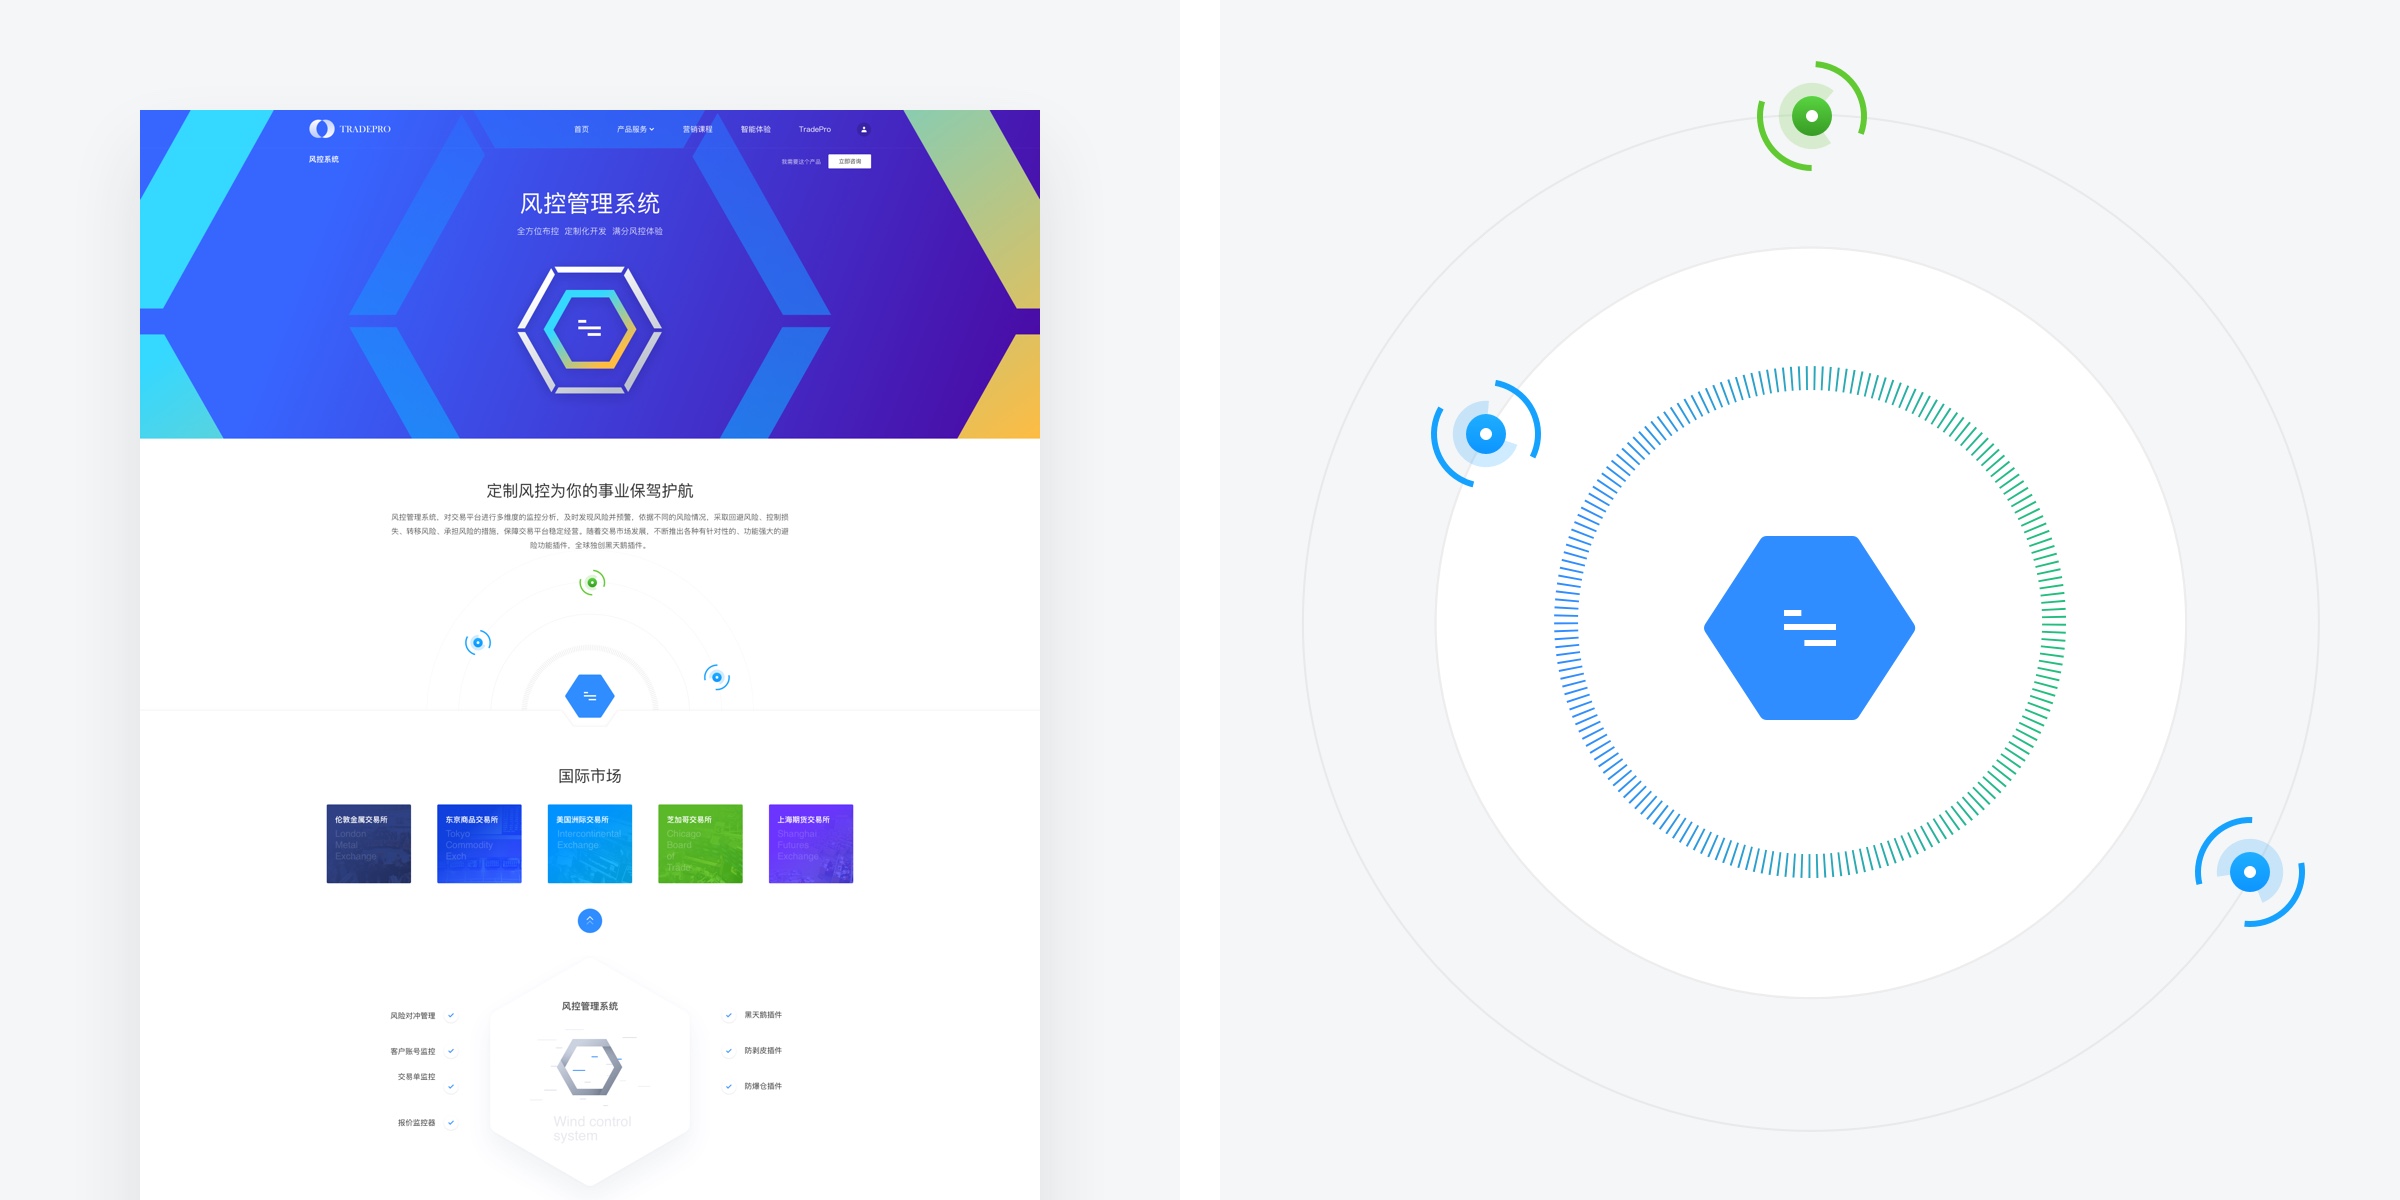 TRADEPRO
首页 产品服务 营销课程 智能体验 TradePro
风控系统
我需要这个产品 立即咨询
风控管理系统
全方位布控 定制化开发 满分风控体验
定制风控为你的事业保驾护航
风控管理系统，对交易平台进行多维度的监控分析，及时发现风险并预警，依据不同的风险情况，采取回避风险、控制损
失、转移风险、承担风险的措施，保障交易平台稳定经营。随着交易市场发展，不断推出各种有针对性的、功能强大的避
险功能插件，全球独创黑天鹅插件。
国际市场
伦敦金属交易所
London
Metal
Exchange
东京商品交易所
Tokyo
Commodity
Exch
美国洲际交易所
Intercontinental
Exchange
芝加哥交易所
Chicago
Board
of
Trade
上海期货交易所
Shanghai
Futures
Exchange
风控管理系统
风险对冲管理
客户账号监控
交易单监控
报价监控器
黑天鹅插件
防剥皮插件
防爆仓插件
Wind control
system